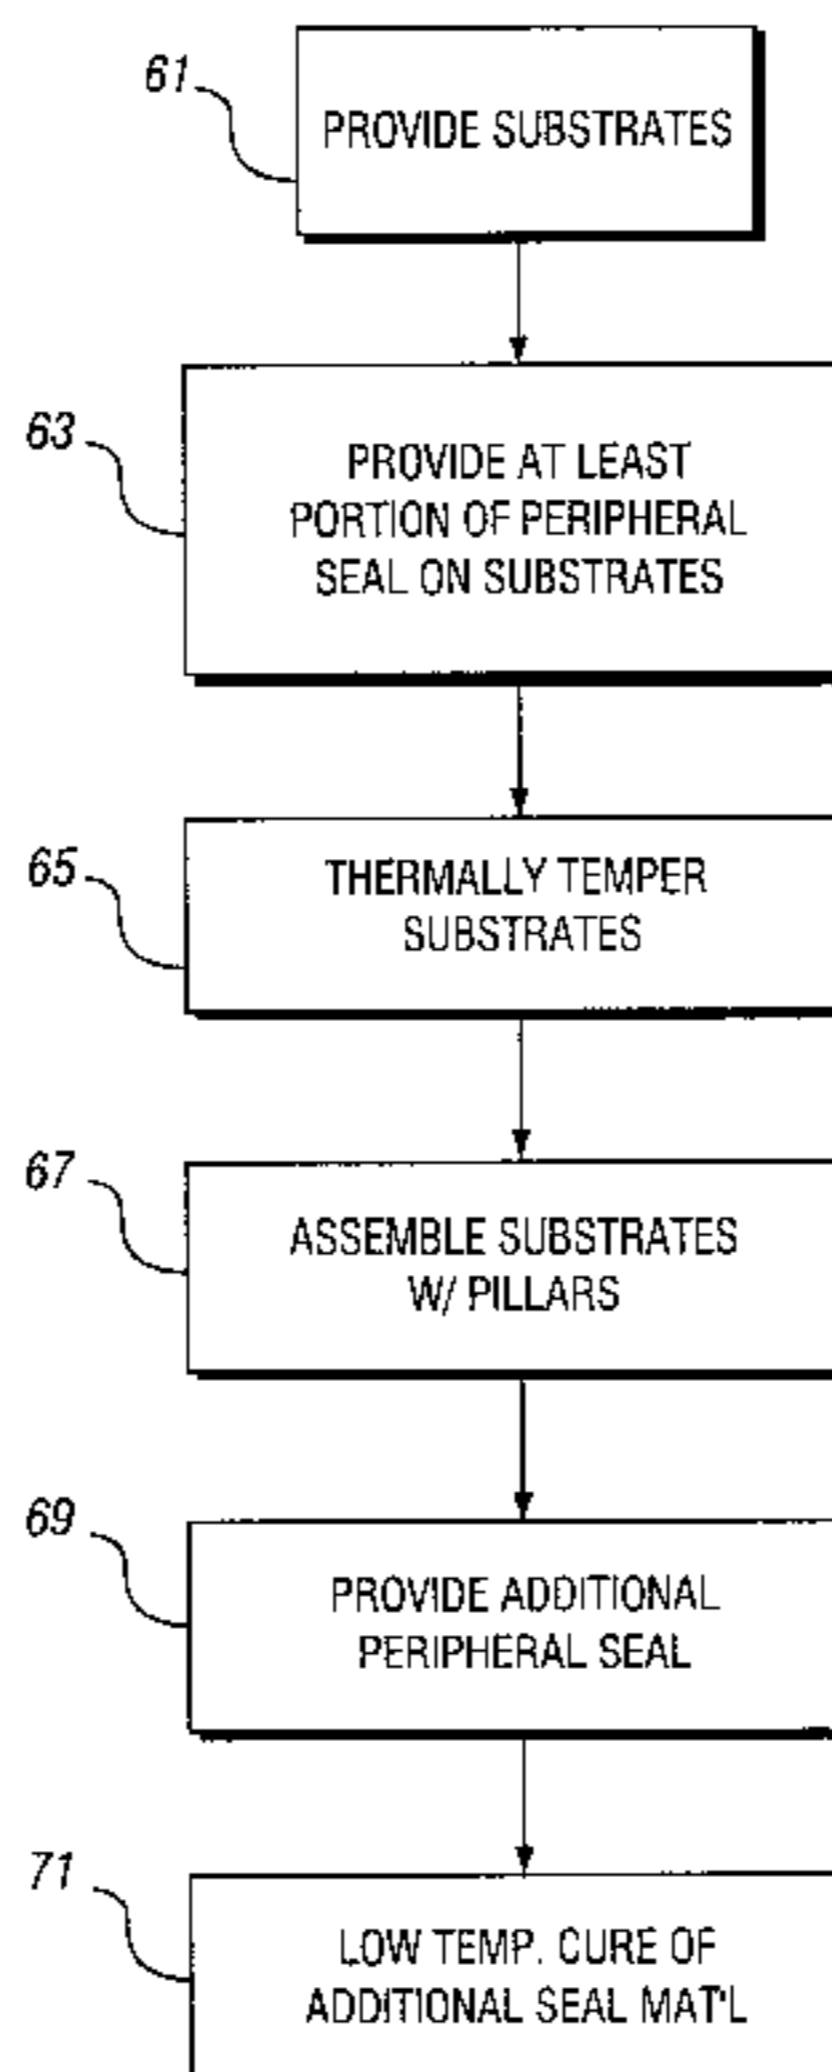 61
PROVIDE SUBSTRATES
63
PROVIDE AT LEAST
PORTION OF PERIPHERAL
SEAL ON SUBSTRATES
65
THERMALLY TEMPER
SUBSTRATES
67
ASSEMBLE SUBSTRATES
W/ PILLARS
69
PROVIDE ADDITIONAL
PERIPHERAL SEAL
71
LOW TEMP. CURE OF
ADDITIONAL SEAL MAT'L